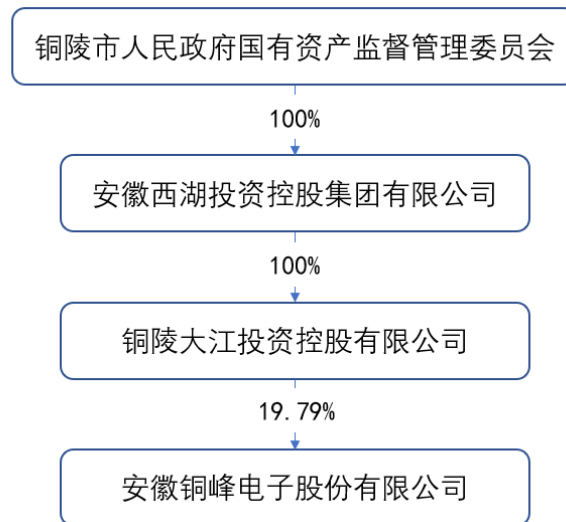 铜陵市人民政府国有资产监督管理委员会
100%
安徽西湖投资控股集团有限公司
100%
铜陵大江投资控股有限公司
19.79%
安徽铜峰电子股份有限公司